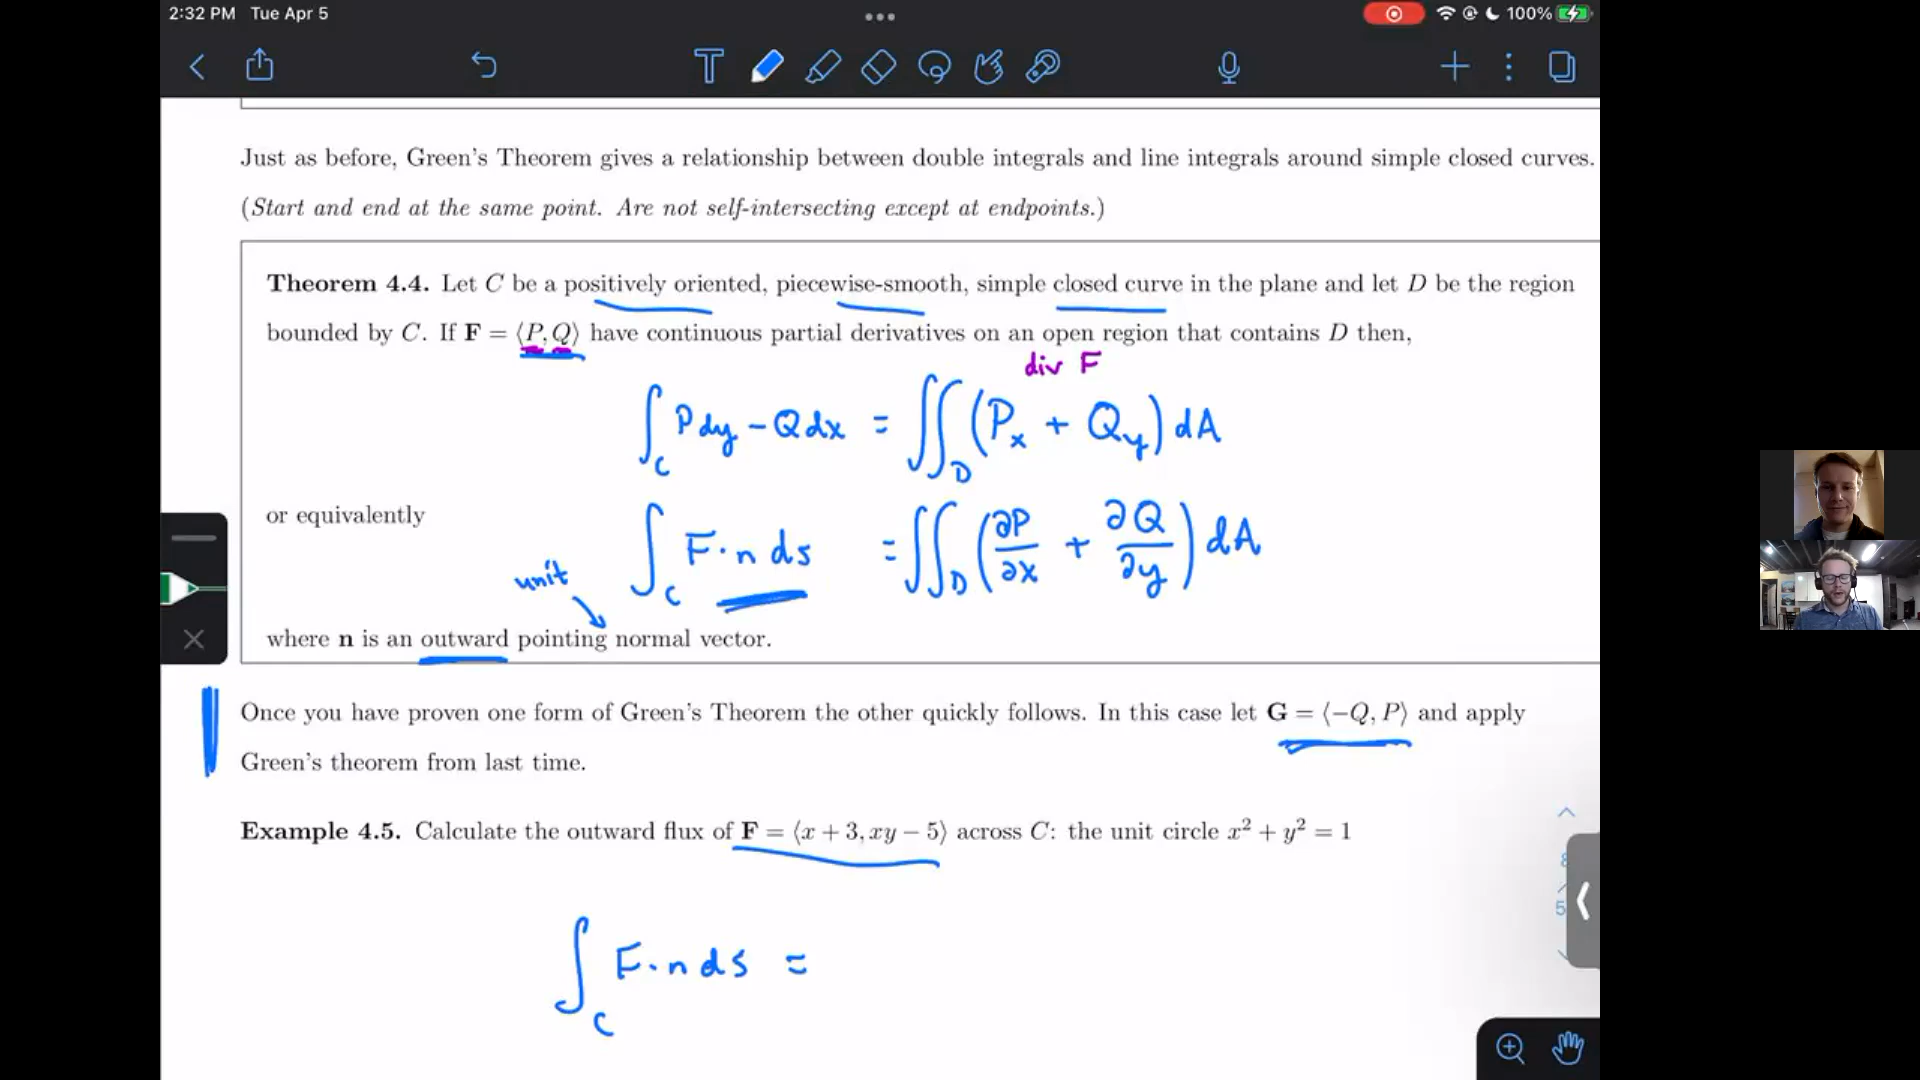 2:32 PM Tue Apr 5
100%
Just as before, Green's Theorem gives a relationship between double integrals and line integrals around simple closed curves.
(Start and end at the same point. Are not self-intersecting except at endpoints.)
Theorem 4.4. Let C be a positively oriented, piecewise-smooth, simple closed curve in the plane and let D be the region
bounded by C. If F = ⟨P, Q⟩ have continuous partial derivatives on an open region that contains D then,
div F
∫_C Pdy − Qdx = ∬_D (P_x + Q_y) dA
or equivalently
∫_C F·n ds = ∬_D (∂P/∂x + ∂Q/∂y) dA
unit
where n is an outward pointing normal vector.
Once you have proven one form of Green's Theorem the other quickly follows. In this case let G = ⟨−Q, P⟩ and apply
Green's theorem from last time.
Example 4.5. Calculate the outward flux of F = ⟨x + 3, xy − 5⟩ across C: the unit circle x² + y² = 1
∫_C F·n ds =